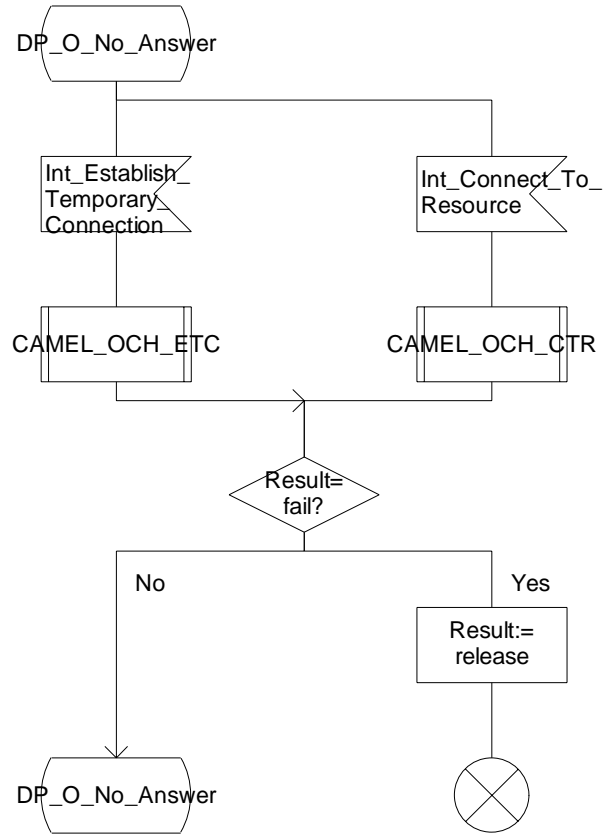 DP_O_No_Answer
Int_Establish_
Temporary_
Connection
Int_Connect_To_
Resource
CAMEL_OCH_ETC
CAMEL_OCH_CTR
Result=
fail?
No
Yes
Result:=
release
DP_O_No_Answer